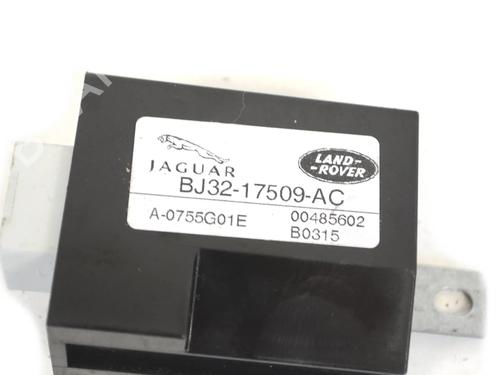 JAGUAR
LAND-
-ROVER
BJ32-17509-AC
A-0755G01E 00485602
B0315